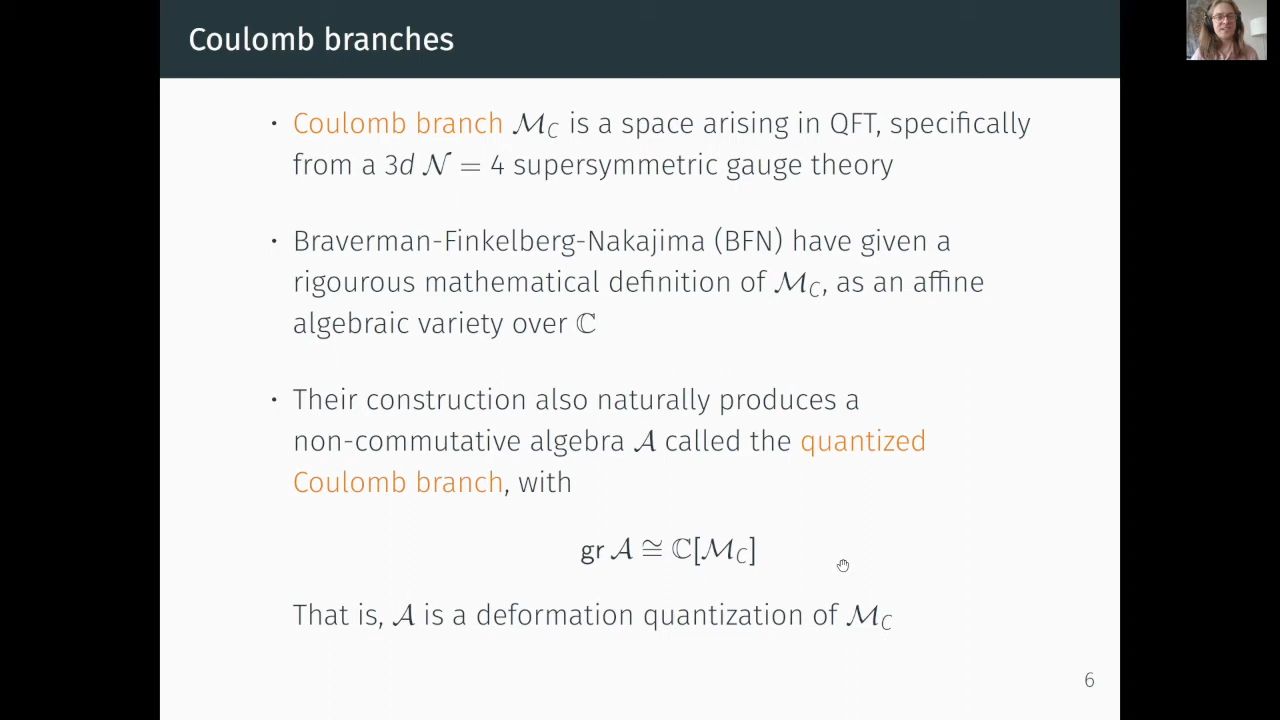 Coulomb branches
• Coulomb branch 𝓜_C is a space arising in QFT, specifically
from a 3d 𝒩 = 4 supersymmetric gauge theory
• Braverman-Finkelberg-Nakajima (BFN) have given a
rigourous mathematical definition of 𝓜_C, as an affine
algebraic variety over ℂ
• Their construction also naturally produces a
non-commutative algebra 𝒜 called the quantized
Coulomb branch, with
gr 𝒜 ≅ ℂ[𝓜_C]
That is, 𝒜 is a deformation quantization of 𝓜_C
6